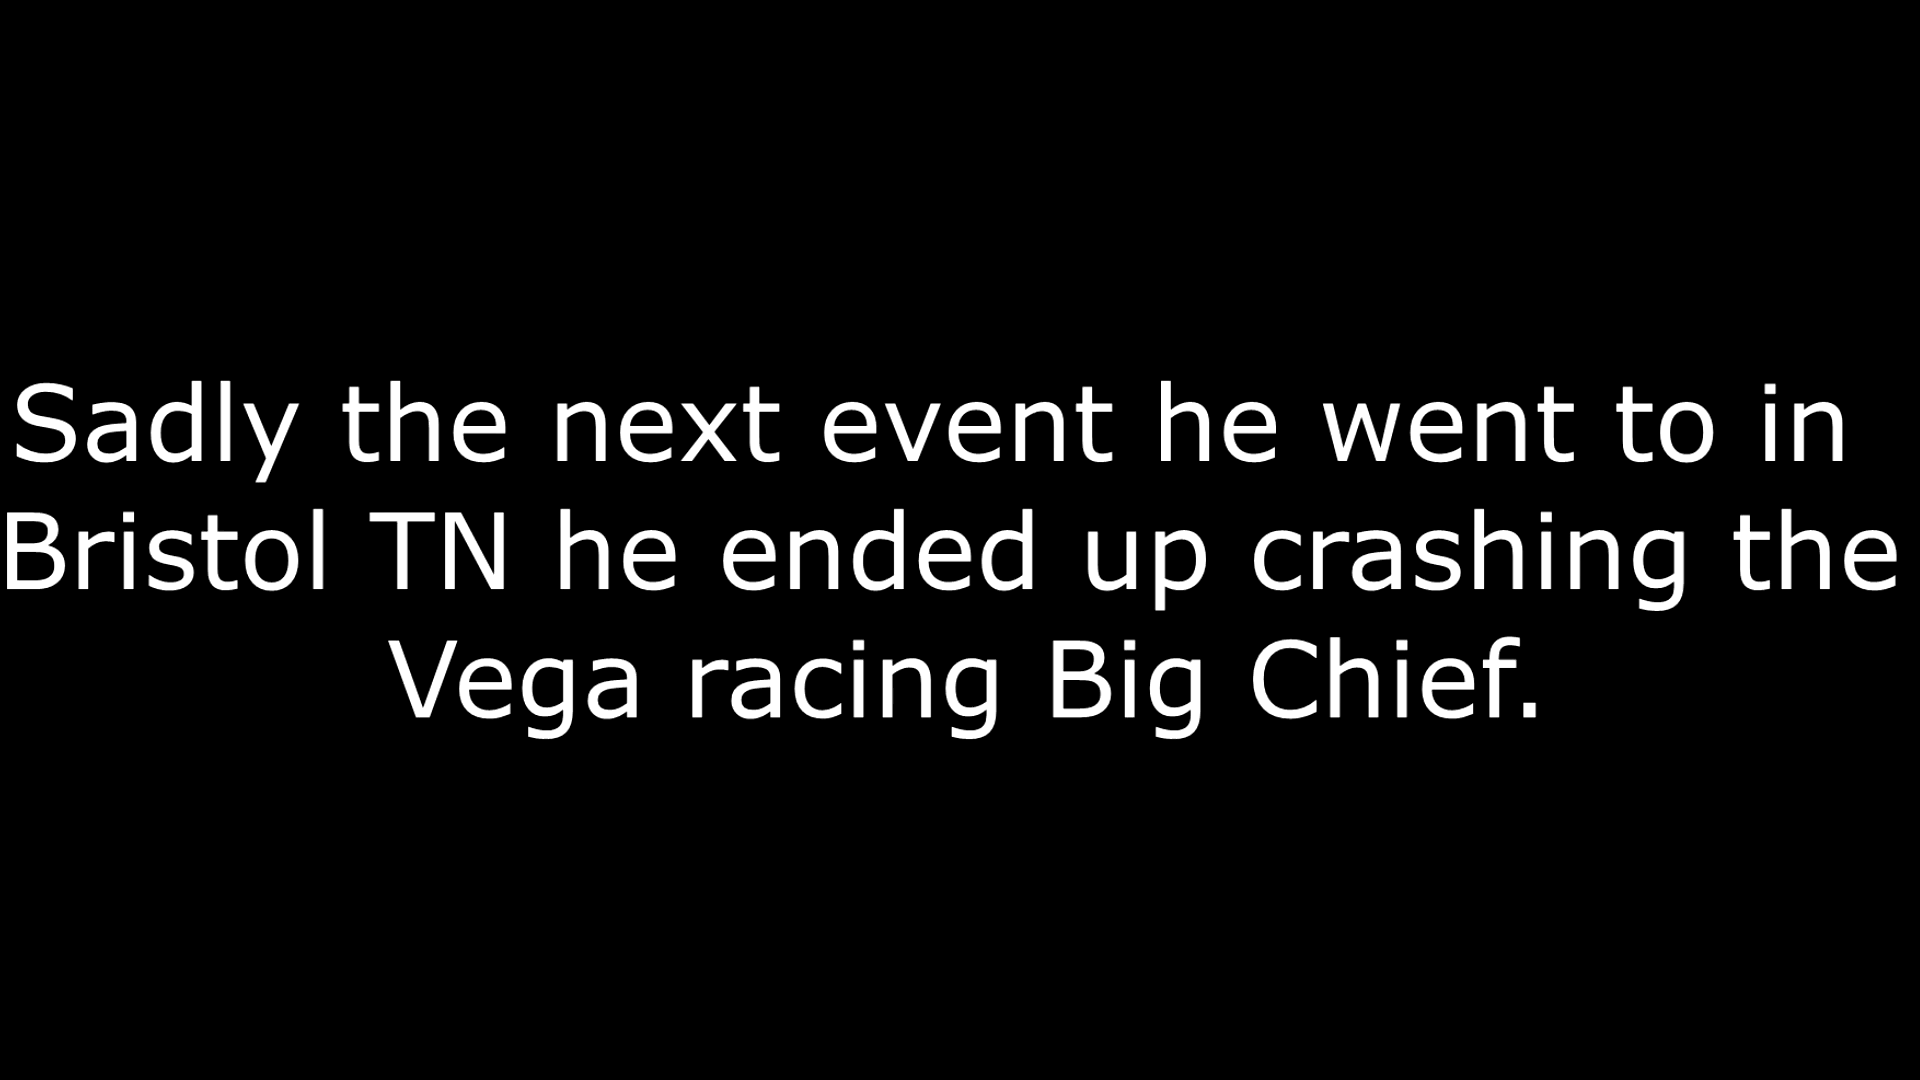 Sadly the next event he went to in
Bristol TN he ended up crashing the
Vega racing Big Chief.